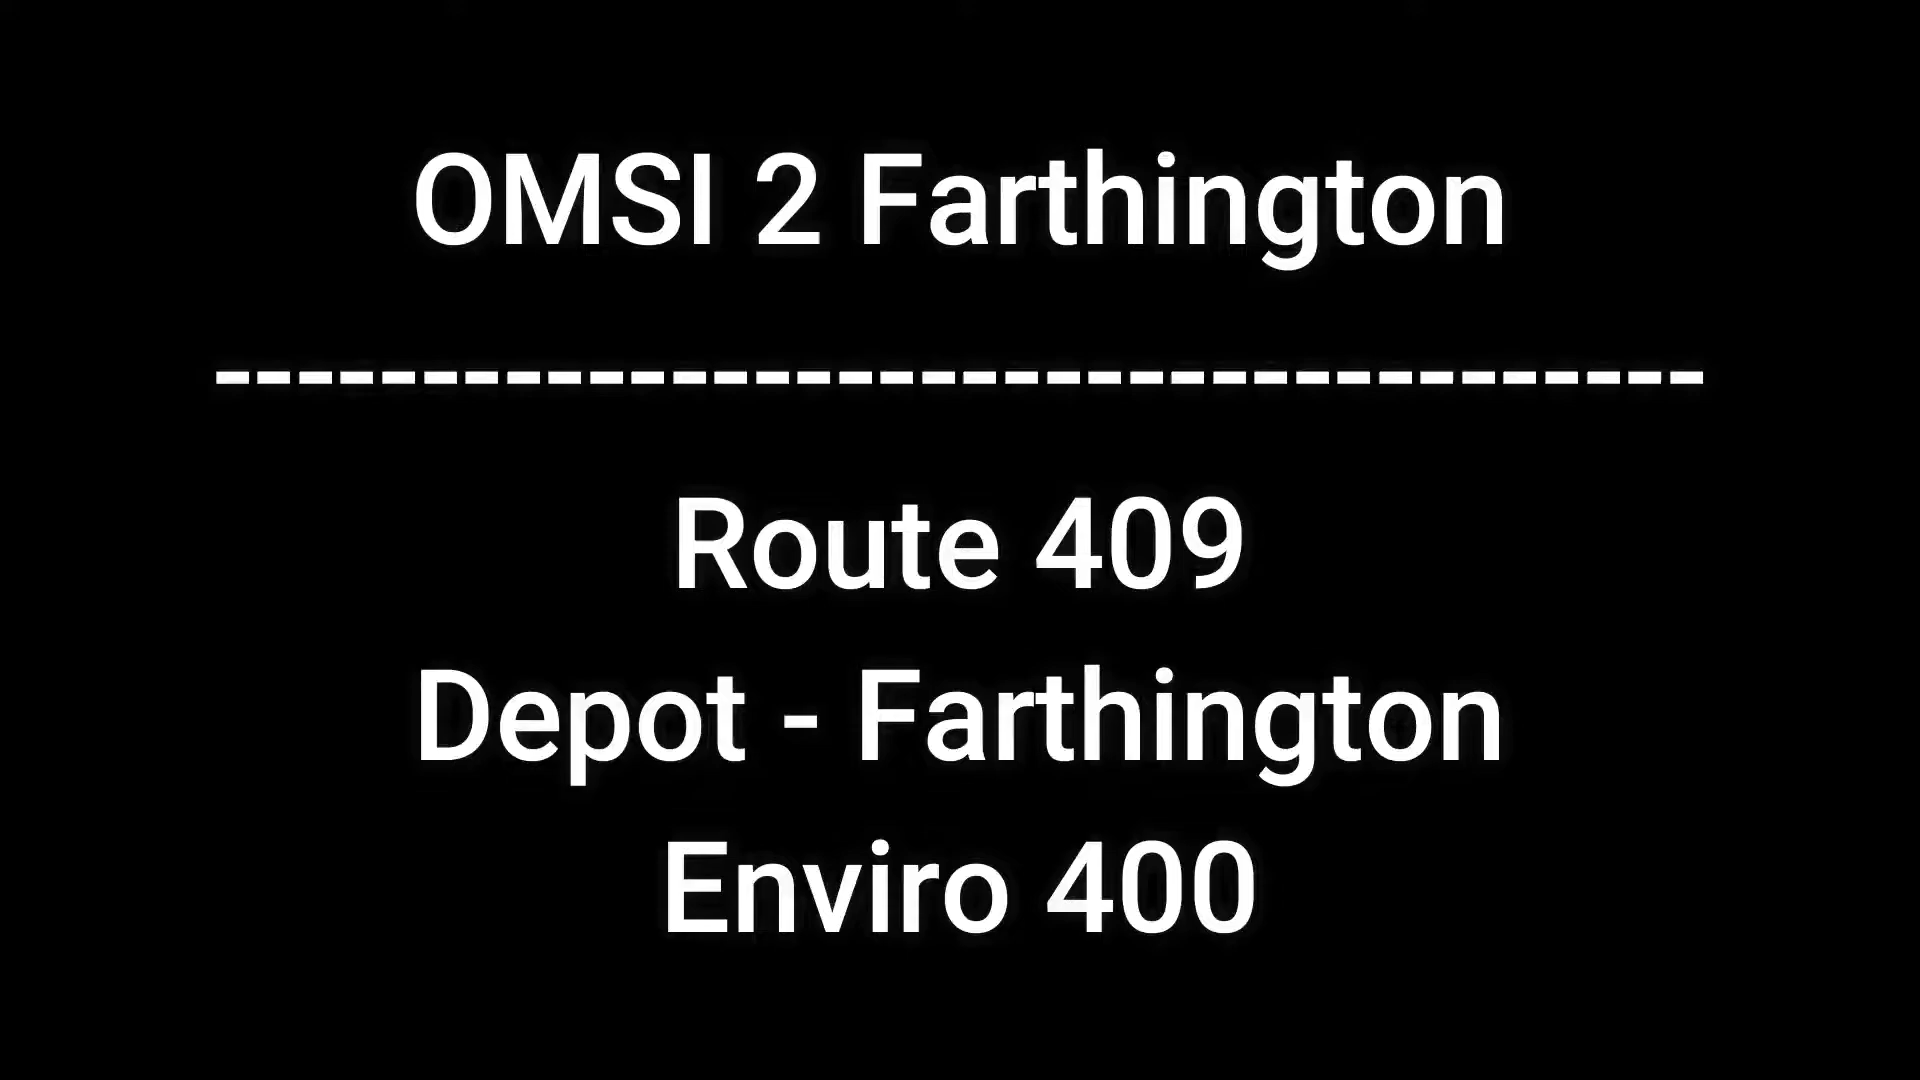 OMSI 2 Farthington
------------------------------------
Route 409
Depot - Farthington
Enviro 400